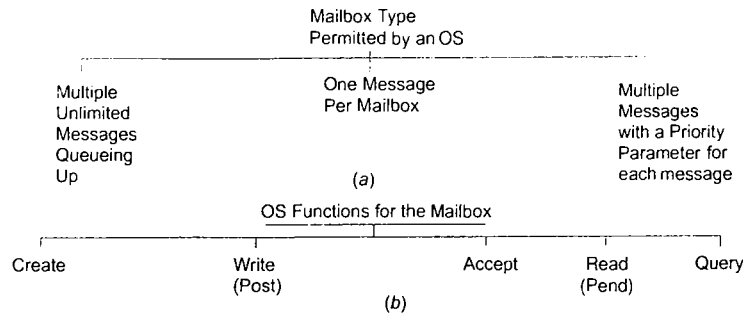 Mailbox Type
Permitted by an OS
Multiple
Unlimited
Messages
Queueing
Up
One Message
Per Mailbox
Multiple
Messages
with a Priority
Parameter for
each message
(a)
OS Functions for the Mailbox
Create
Write
(Post)
Accept
Read
(Pend)
Query
(b)